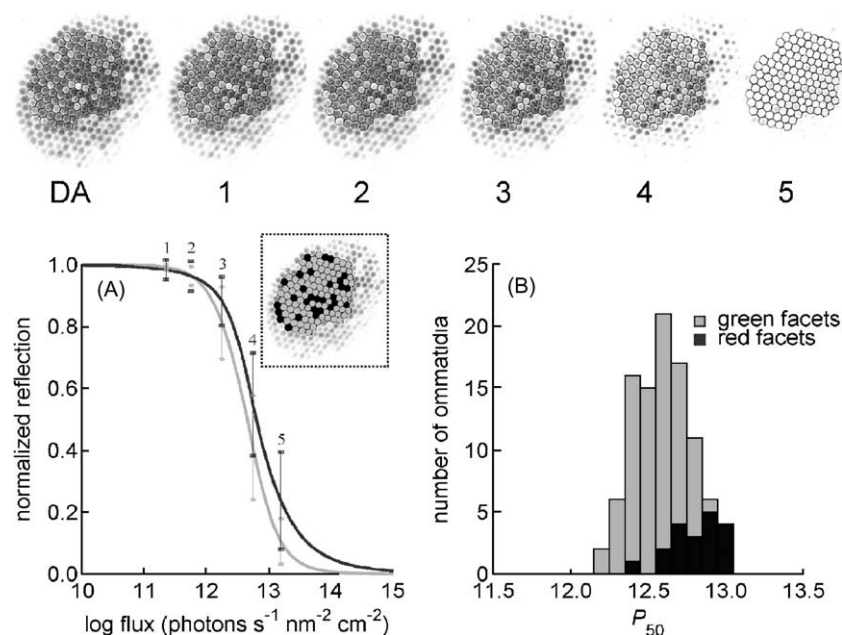 DA 1 2 3 4 5
(A)
1 2 3 4 5
1.0
0.8
0.6
0.4
0.2
0.0
10 11 12 13 14 15
normalized reflection
log flux (photons s⁻¹ nm⁻² cm⁻²)
(B)
green facets
red facets
25
20
15
10
5
0
11.5 12.0 12.5 13.0 13.5
number of ommatidia
P₅₀